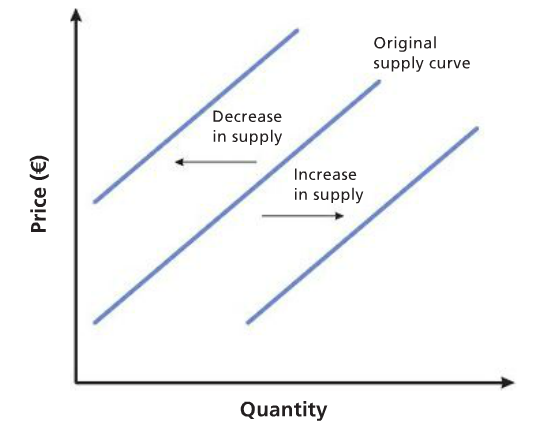 Original
supply curve
Decrease
in supply
Increase
in supply
Price (€)
Quantity